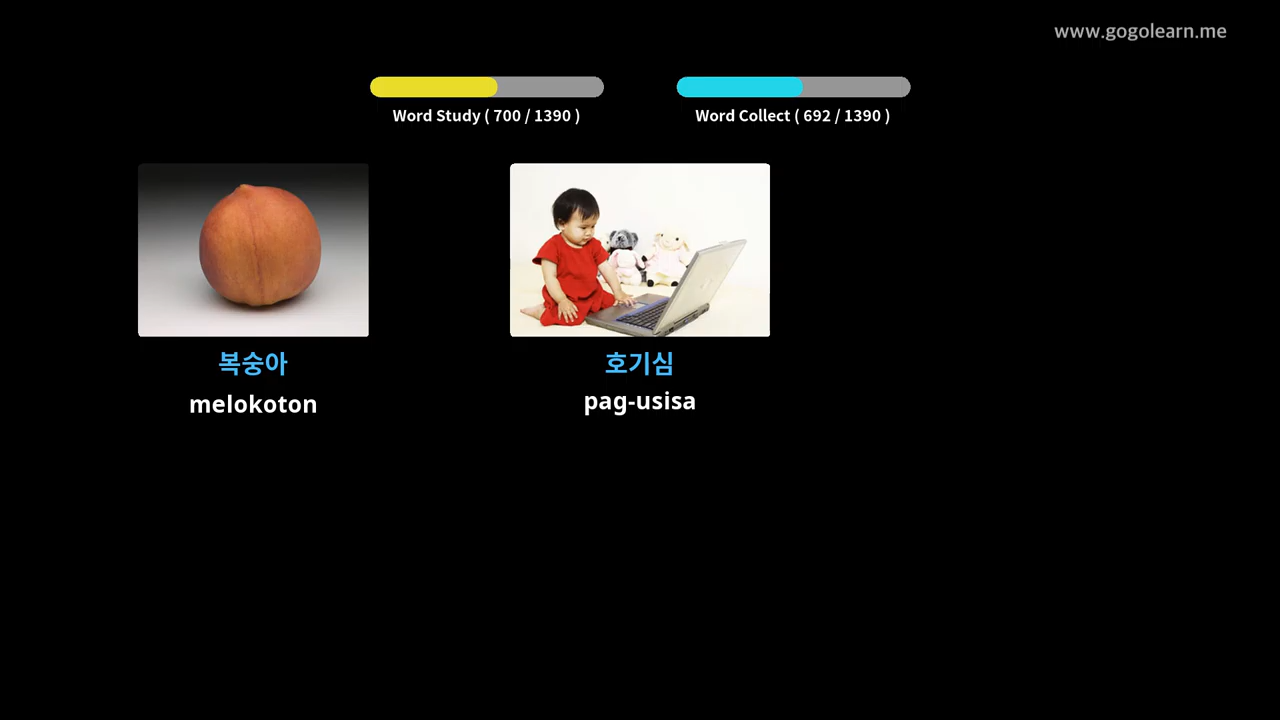 www.gogolearn.me
Word Study ( 700 / 1390 )
Word Collect ( 692 / 1390 )
복숭아
melokoton
호기심
pag-usisa